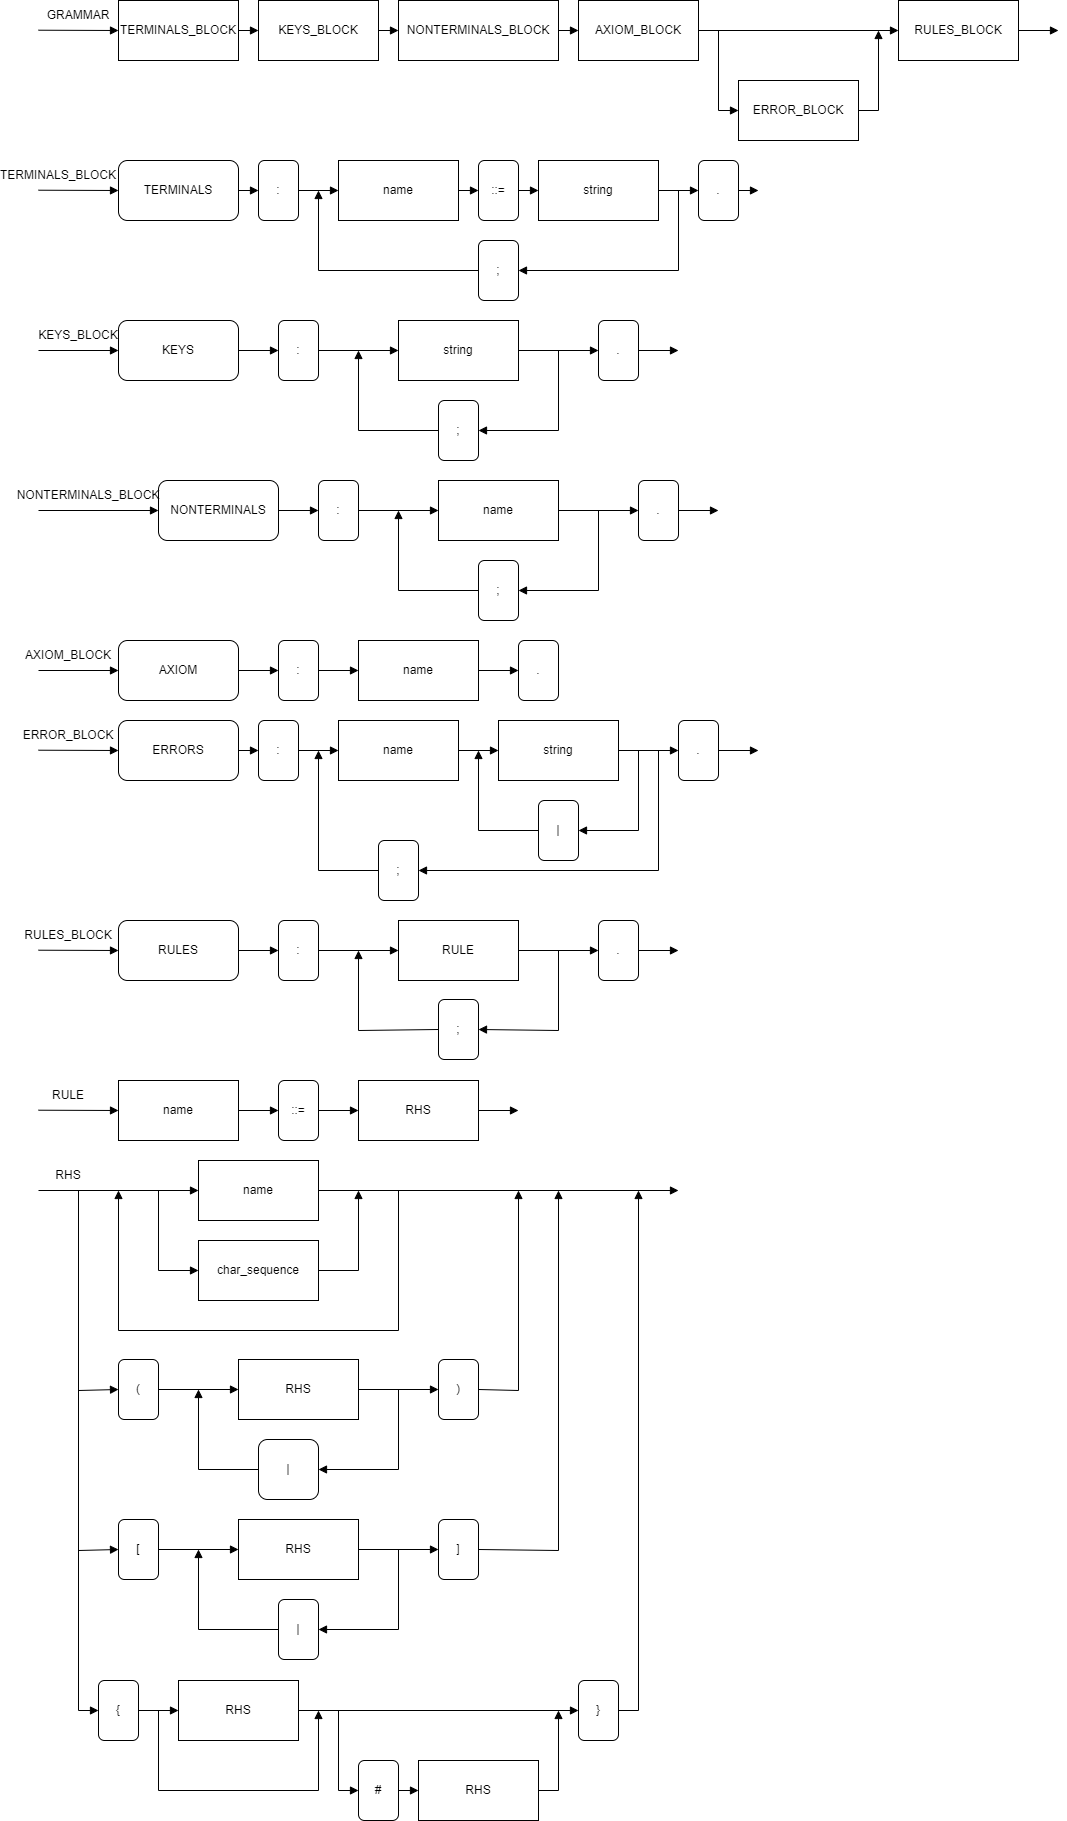 GRAMMAR
TERMINALS_BLOCK KEYS_BLOCK NONTERMINALS_BLOCK AXIOM_BLOCK RULES_BLOCK
ERROR_BLOCK
TERMINALS_BLOCK TERMINALS : name ::= string .
;
KEYS_BLOCK KEYS : string .
;
NONTERMINALS_BLOCK NONTERMINALS : name .
;
AXIOM_BLOCK AXIOM : name .
ERROR_BLOCK ERRORS : name string .
|
;
RULES_BLOCK RULES : RULE .
;
RULE name ::= RHS
RHS name
char_sequence
( RHS )
|
[ RHS ]
|
{ RHS }
# RHS